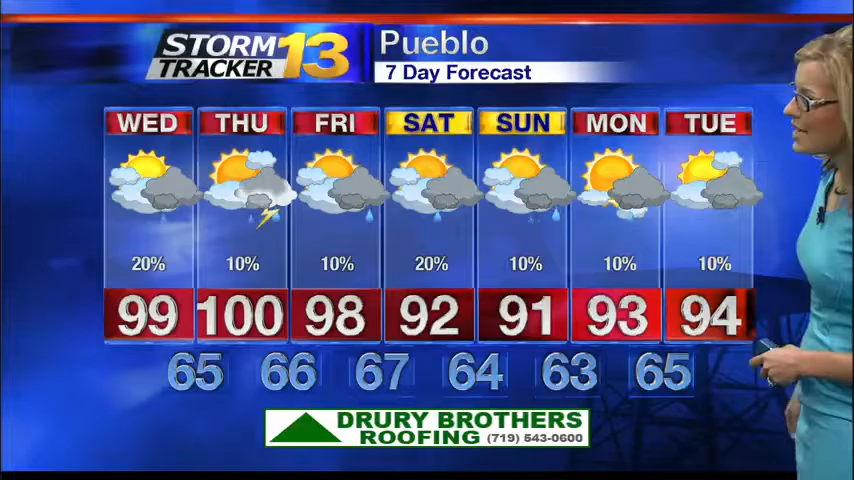 STORM 13
TRACKER
Pueblo
7 Day Forecast
WED THU FRI SAT SUN MON TUE
20% 10% 10% 20% 10% 10% 10%
99 100 98 92 91 93 94
65 66 67 64 63 65
DRURY BROTHERS
ROOFING (719) 543-0600